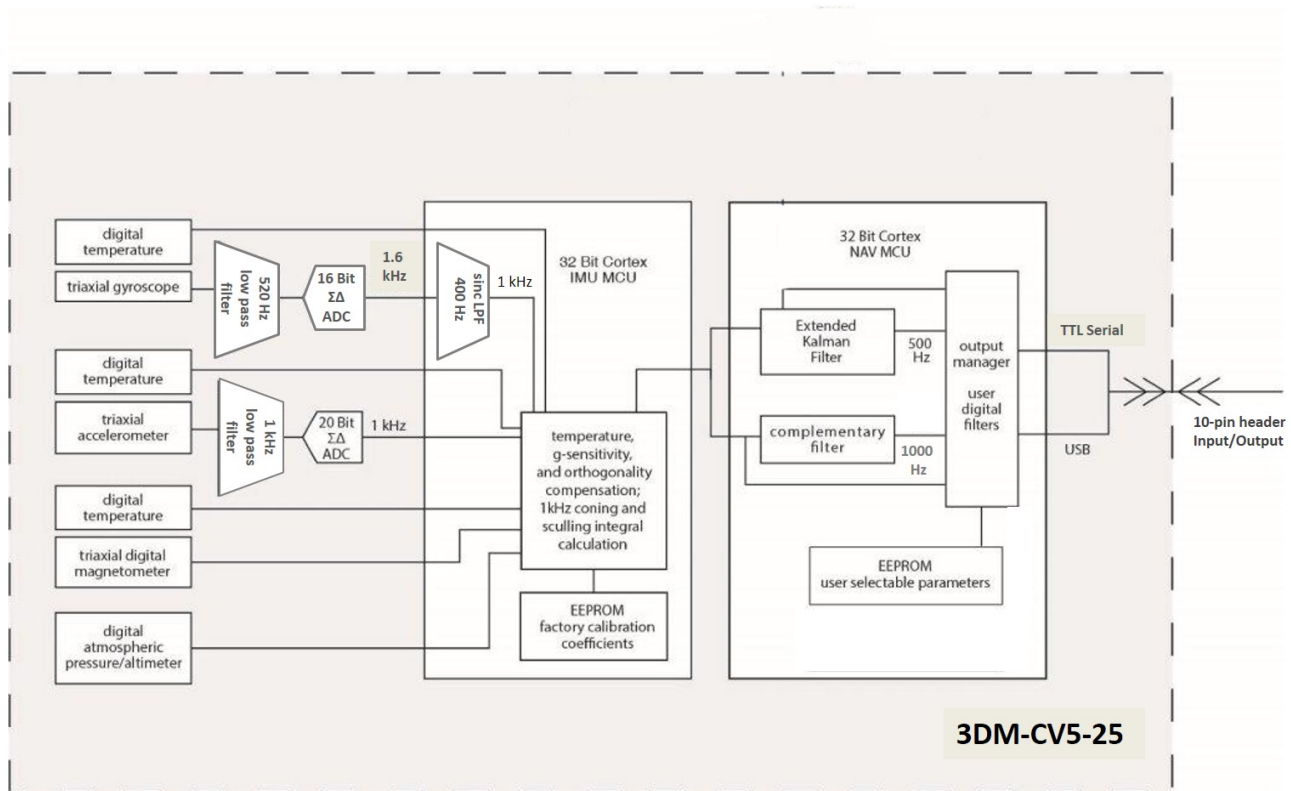 digital
temperature
triaxial gyroscope
520 Hz
low pass
filter
16 Bit
ΣΔ
ADC
1.6
kHz
sinc LPF
400 Hz
1 kHz
32 Bit Cortex
IMU MCU
digital
temperature
triaxial
accelerometer
1 kHz
low pass
filter
20 Bit
ΣΔ
ADC
1 kHz
digital
temperature
triaxial digital
magnetometer
digital
atmospheric
pressure/altimeter
temperature,
g-sensitivity,
and orthogonality
compensation;
1kHz coning and
sculling integral
calculation
EEPROM
factory calibration
coefficients
32 Bit Cortex
NAV MCU
Extended
Kalman
Filter
500
Hz
complementary
filter
1000
Hz
output
manager
user
digital
filters
EEPROM
user selectable parameters
TTL Serial
USB
10-pin header
Input/Output
3DM-CV5-25